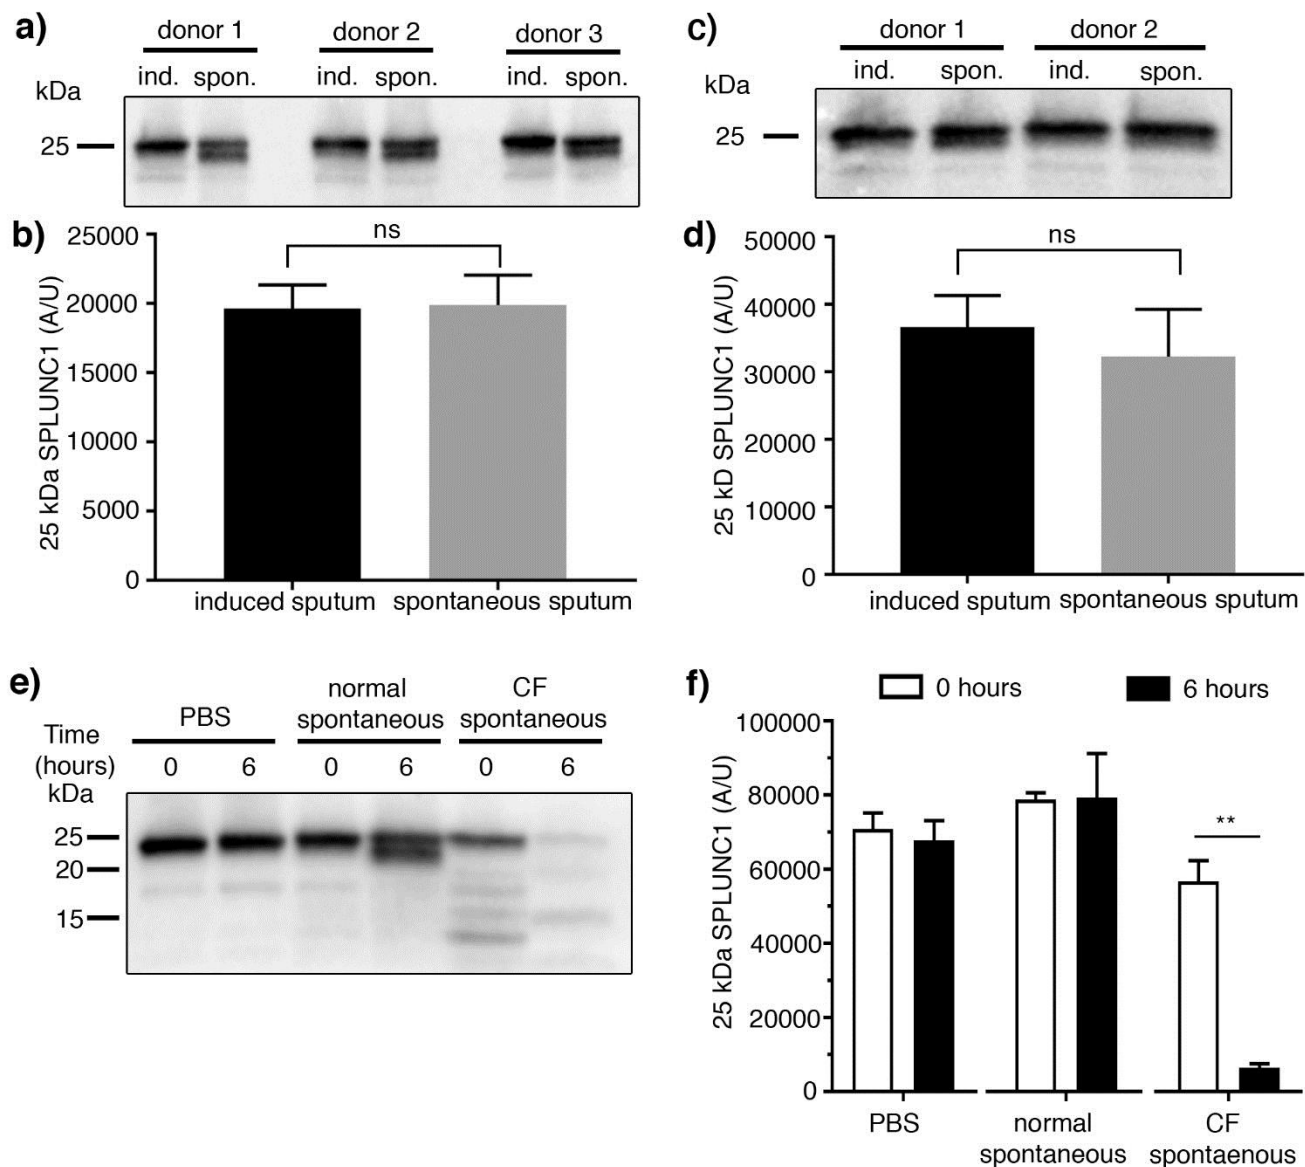 a)
donor 1 donor 2 donor 3
ind. spon. ind. spon. ind. spon.
kDa
25
b)
ns
25000
20000
15000
10000
5000
0
25 kDa SPLUNC1 (A/U)
induced sputum spontaneous sputum
c)
donor 1 donor 2
ind. spon. ind. spon.
kDa
25
d)
ns
50000
40000
30000
20000
10000
0
25 kD SPLUNC1 (A/U)
induced sputum spontaneous sputum
e)
PBS
normal
spontaneous
CF
spontaneous
Time
(hours)
0 6 0 6 0 6
kDa
25
20
15
f)
0 hours 6 hours
100000
80000
60000
40000
20000
0
25 kDa SPLUNC1 (A/U)
**
PBS
normal
spontaneous
CF
spontaenous